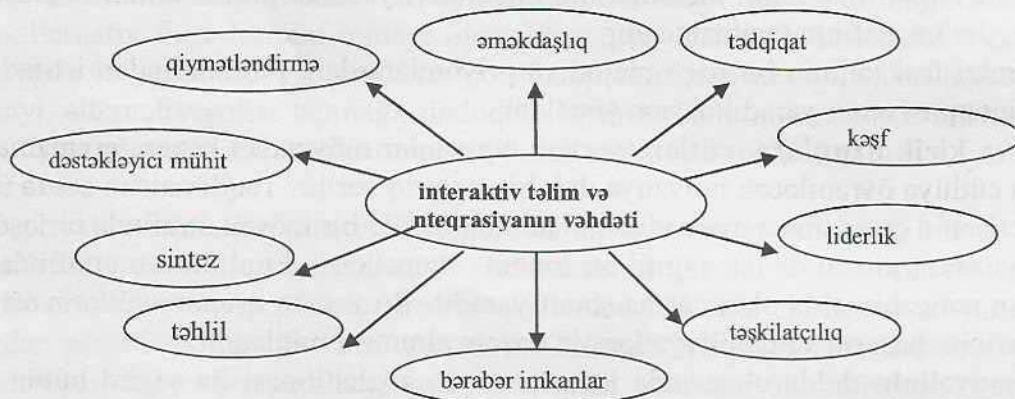 əməkdaşlıq
tədqiqat
qiymətləndirmə
kəşf
dəstəkləyici mühit
interaktiv təlim və
nteqrasiyanın vəhdəti
liderlik
sintez
təhlil
təşkilatçılıq
bərabər imkanlar